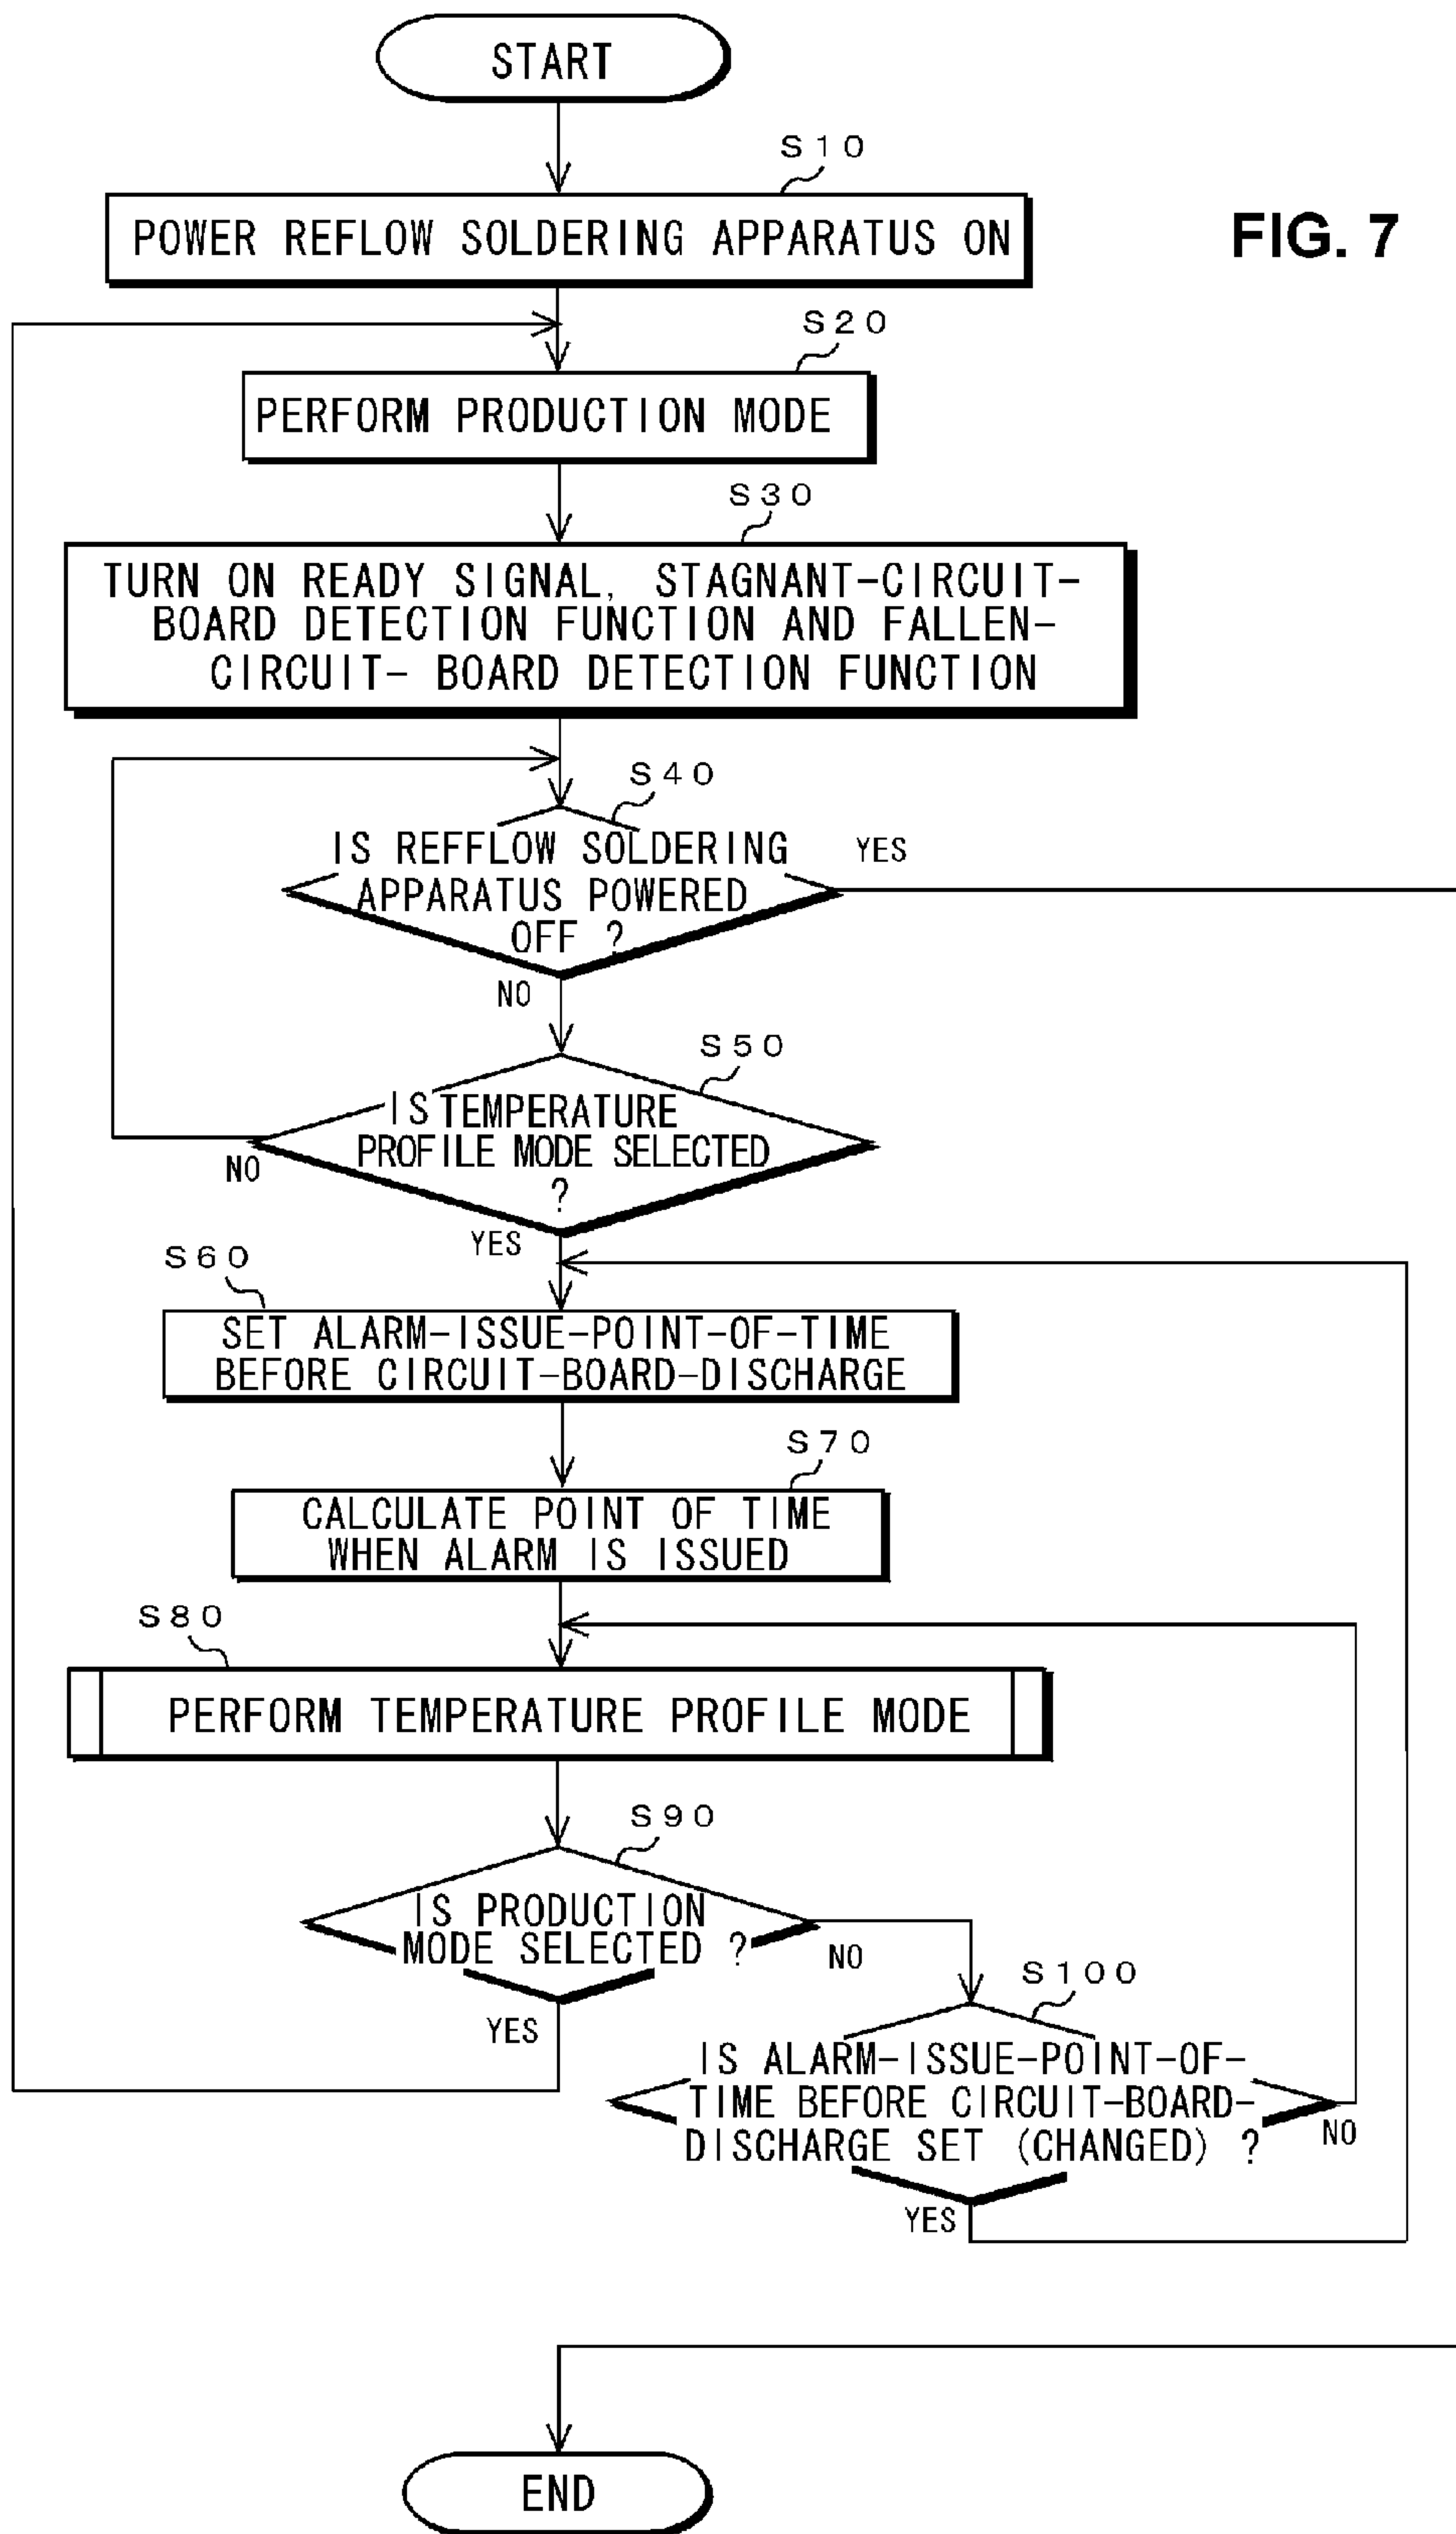 START
S10
POWER REFLOW SOLDERING APPARATUS ON
FIG. 7
S20
PERFORM PRODUCTION MODE
S30
TURN ON READY SIGNAL, STAGNANT-CIRCUIT-
BOARD DETECTION FUNCTION AND FALLEN-
CIRCUIT- BOARD DETECTION FUNCTION
S40
IS REFFLOW SOLDERING
APPARATUS POWERED
OFF ?
YES
NO
S50
IS TEMPERATURE
PROFILE MODE SELECTED
?
NO
YES
S60
SET ALARM-ISSUE-POINT-OF-TIME
BEFORE CIRCUIT-BOARD-DISCHARGE
S70
CALCULATE POINT OF TIME
WHEN ALARM IS ISSUED
S80
PERFORM TEMPERATURE PROFILE MODE
S90
IS PRODUCTION
MODE SELECTED ?
NO
YES
S100
IS ALARM-ISSUE-POINT-OF-
TIME BEFORE CIRCUIT-BOARD-
DISCHARGE SET (CHANGED) ?
NO
YES
END